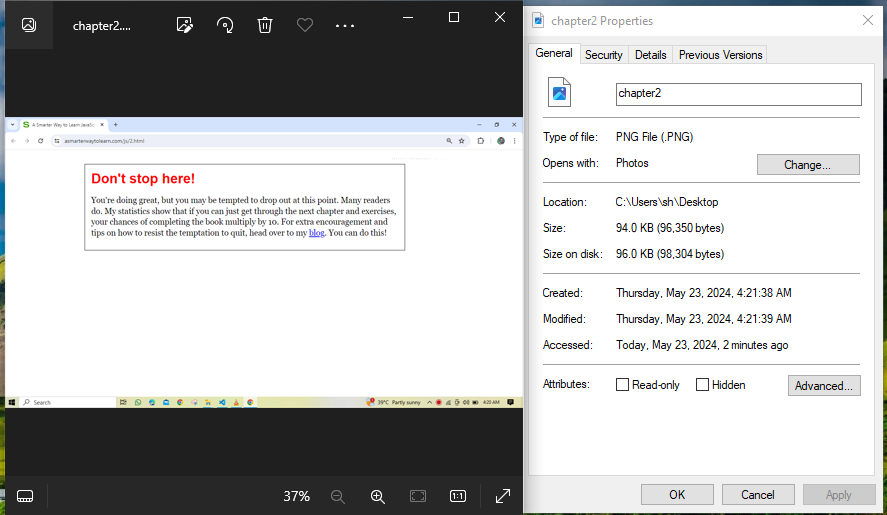 chapter2....
A Smarter Way to Learn JavaSc
asmarterwaytolearn.com/js/2.html
Don't stop here!
You're doing great, but you may be tempted to drop out at this point. Many readers
do. My statistics show that if you can just get through the next chapter and exercises,
your chances of completing the book multiply by 10. For extra encouragement and
tips on how to resist the temptation to quit, head over to my blog. You can do this!
Search
39°C Partly sunny
4:20 AM
37%
1:1
chapter2 Properties
General Security Details Previous Versions
chapter2
Type of file: PNG File (.PNG)
Opens with: Photos Change...
Location: C:\Users\sh\Desktop
Size: 94.0 KB (96,350 bytes)
Size on disk: 96.0 KB (98,304 bytes)
Created: Thursday, May 23, 2024, 4:21:38 AM
Modified: Thursday, May 23, 2024, 4:21:39 AM
Accessed: Today, May 23, 2024, 2 minutes ago
Attributes: Read-only Hidden Advanced...
OK Cancel Apply